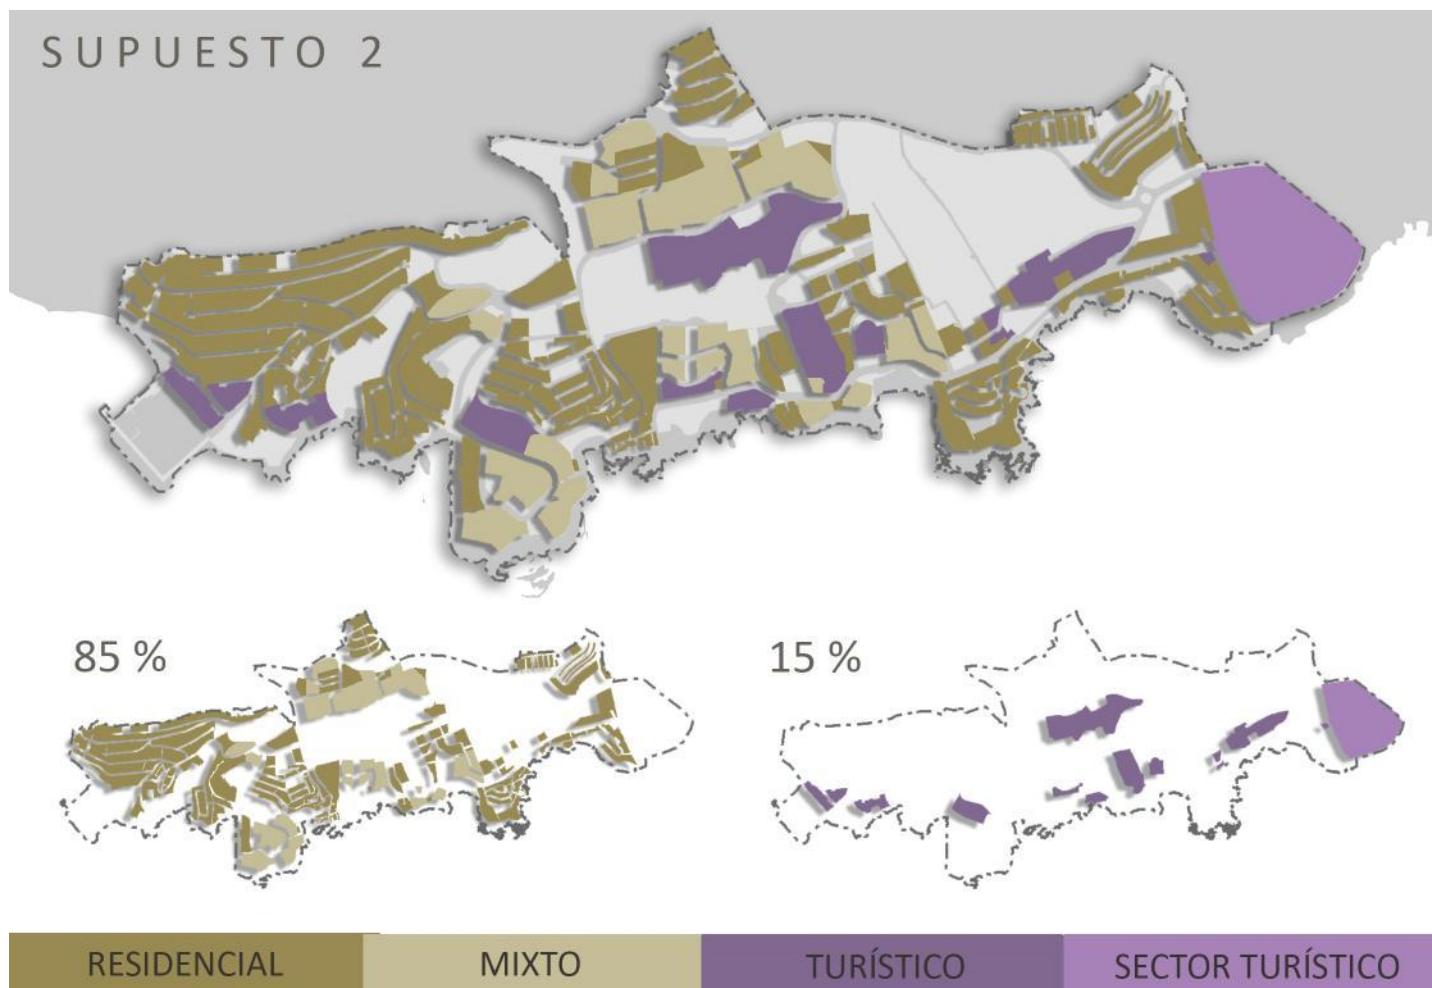 SUPUESTO 2
85 %
15 %
RESIDENCIAL
MIXTO
TURÍSTICO
SECTOR TURÍSTICO